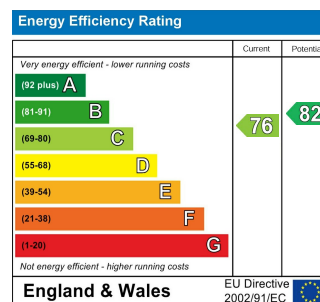 Energy Efficiency Rating
Current Potentia
Very energy efficient - lower running costs
(92 plus) A
(81-91) B
82
(69-80) C
76
(55-68) D
(39-54) E
(21-38) F
(1-20) G
Not energy efficient - higher running costs
England & Wales
EU Directive
2002/91/EC